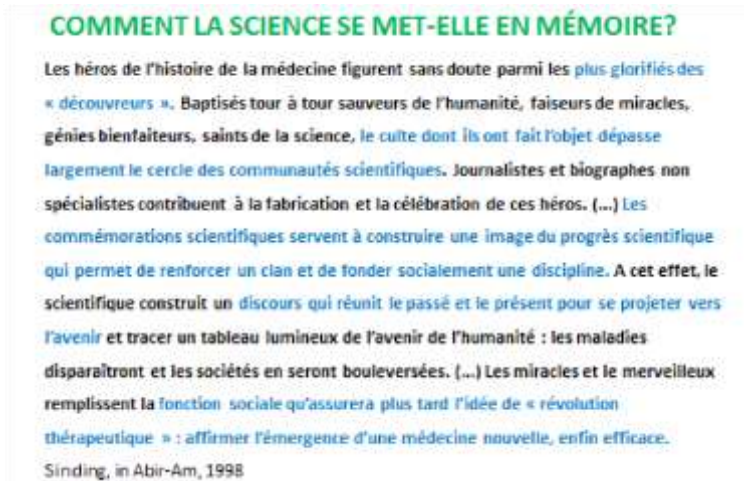 COMMENT LA SCIENCE SE MET-ELLE EN MÉMOIRE?
Les héros de l'histoire de la médecine figurent sans doute parmi les plus glorifiés des
« découvreurs ». Baptisés tour à tour sauveurs de l'humanité, faiseurs de miracles,
génies bienfaiteurs, saints de la science, le culte dont ils ont fait l'objet dépasse
largement le cercle des communautés scientifiques. Journalistes et biographes non
spécialistes contribuent à la fabrication et la célébration de ces héros. (...) Les
commémorations scientifiques servent à construire une image du progrès scientifique
qui permet de renforcer un clan et de fonder socialement une discipline. A cet effet, le
scientifique construit un discours qui réunit le passé et le présent pour se projeter vers
l'avenir et tracer un tableau lumineux de l'avenir de l'humanité : les maladies
disparaîtront et les sociétés en seront bouleversées. (...) Les miracles et le merveilleux
remplissent la fonction sociale qu'assurera plus tard l'idée de « révolution
thérapeutique » : affirmer l'émergence d'une médecine nouvelle, enfin efficace.
Sinding, in Abir-Am, 1998